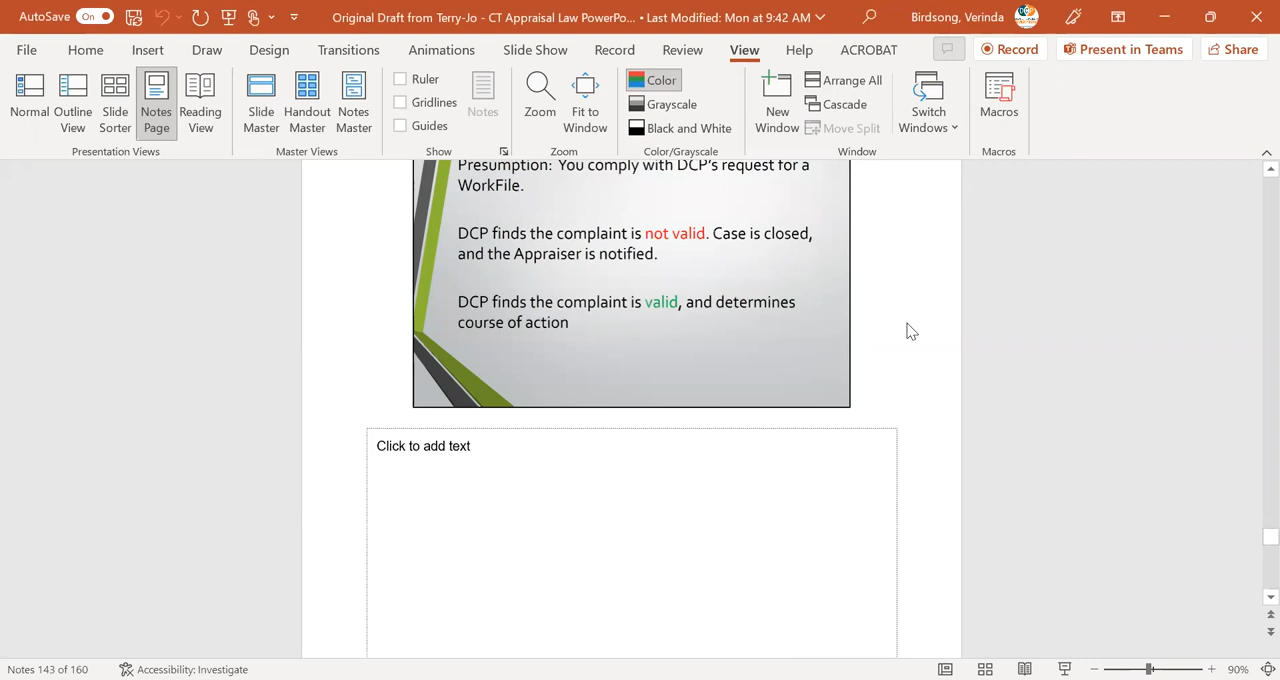 AutoSave On Original Draft from Terry-Jo - CT Appraisal Law PowerPo... • Last Modified: Mon at 9:42 AM Birdsong, Verinda
File Home Insert Draw Design Transitions Animations Slide Show Record Review View Help ACROBAT Record Present in Teams Share
Normal Outline View Slide Sorter Notes Page Reading View
Presentation Views
Slide Master Handout Master Notes Master
Master Views
Ruler
Gridlines
Guides
Notes
Show
Zoom Fit to Window
Zoom
Color
Grayscale
Black and White
Color/Grayscale
New Window
Arrange All
Cascade
Move Split
Switch Windows
Window
Macros
Macros
Presumption: You comply with DCP's request for a
WorkFile.
DCP finds the complaint is not valid. Case is closed,
and the Appraiser is notified.
DCP finds the complaint is valid, and determines
course of action
Click to add text
Notes 143 of 160 Accessibility: Investigate 90%